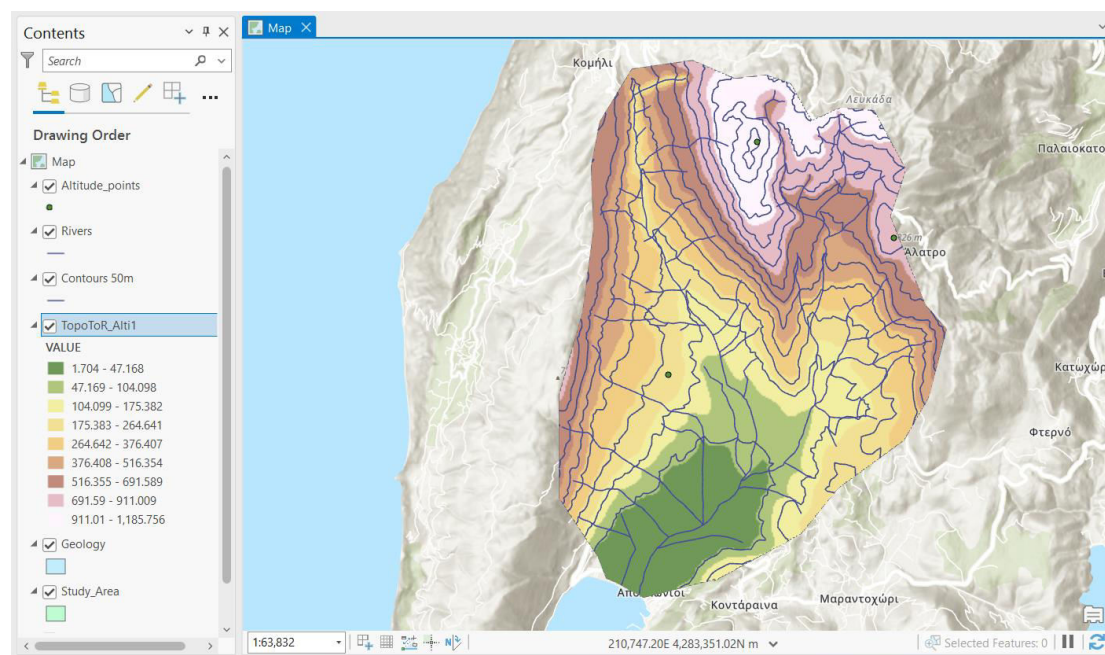 Contents
Search
Drawing Order
Map
Altitude_points
Rivers
Contours 50m
TopoToR_Alti1
VALUE
1.704 - 47.168
47.169 - 104.098
104.099 - 175.382
175.383 - 264.641
264.642 - 376.407
376.408 - 516.354
516.355 - 691.589
691.59 - 911.009
911.01 - 1,185.756
Geology
Study_Area
Map
Κομήλι
Λευκάδα
Παλαιοκατο
26 m
Άλατρο
Κατωχώρ
Φτερνό
Μαραντοχώρι
Κοντάραινα
1:63,832
210,747.20E 4,283,351.02N m
Selected Features: 0